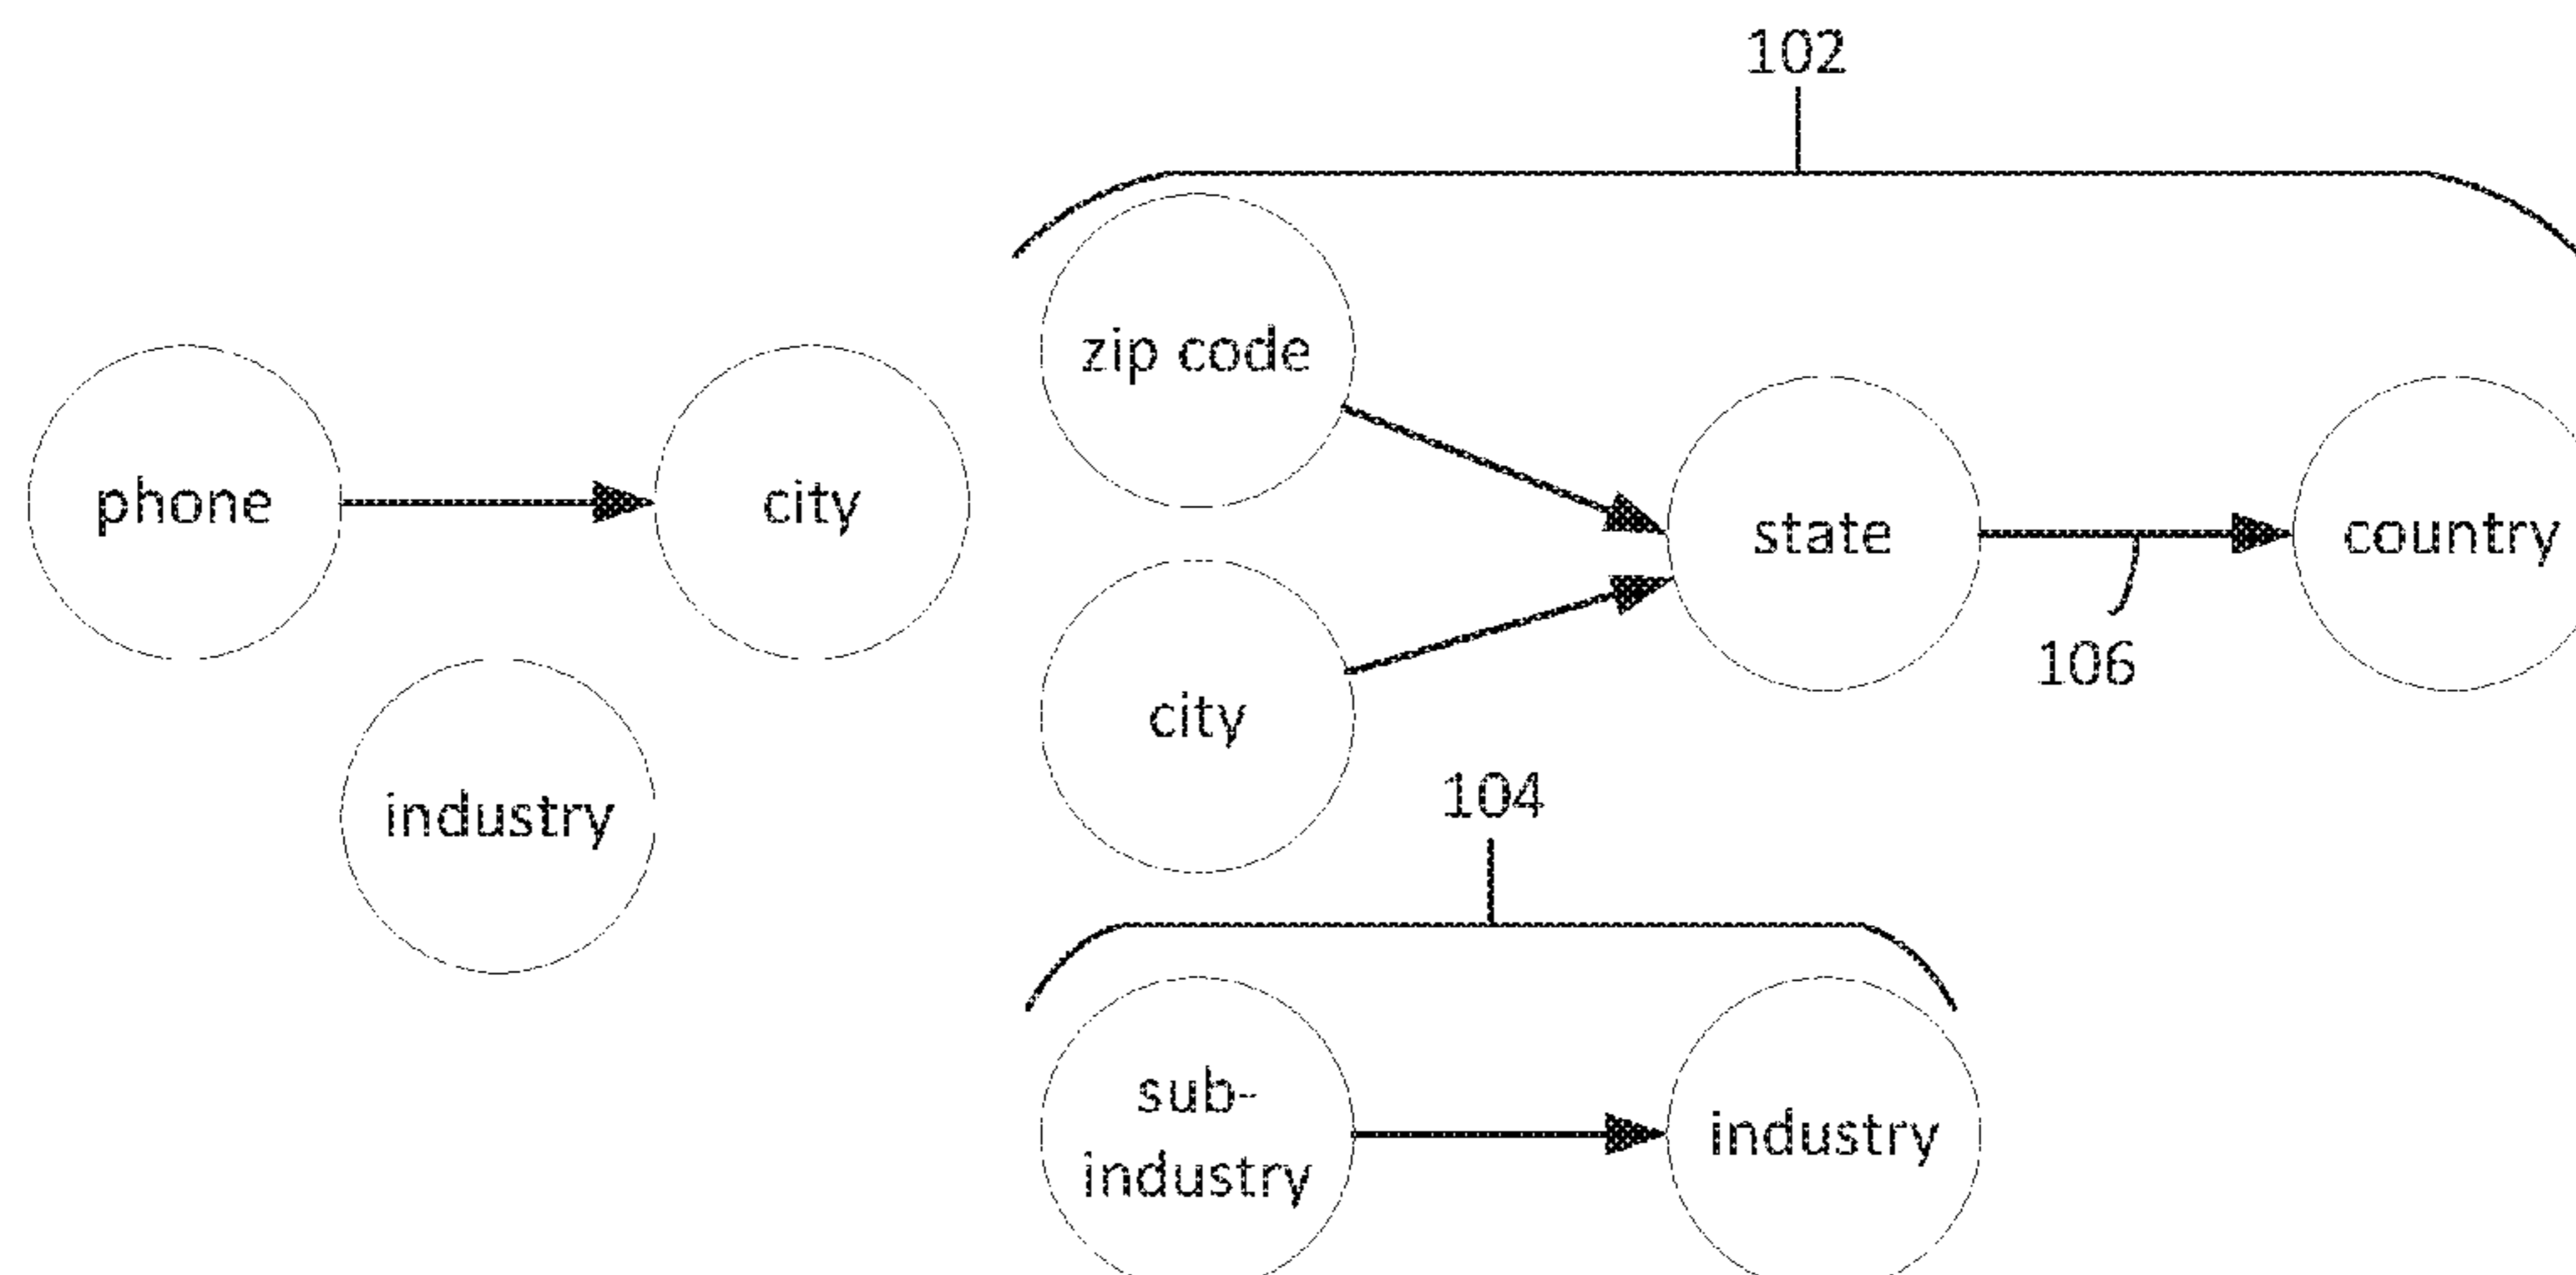 102
zip code
phone
city
state
country
106
city
industry
104
sub-
industry
industry